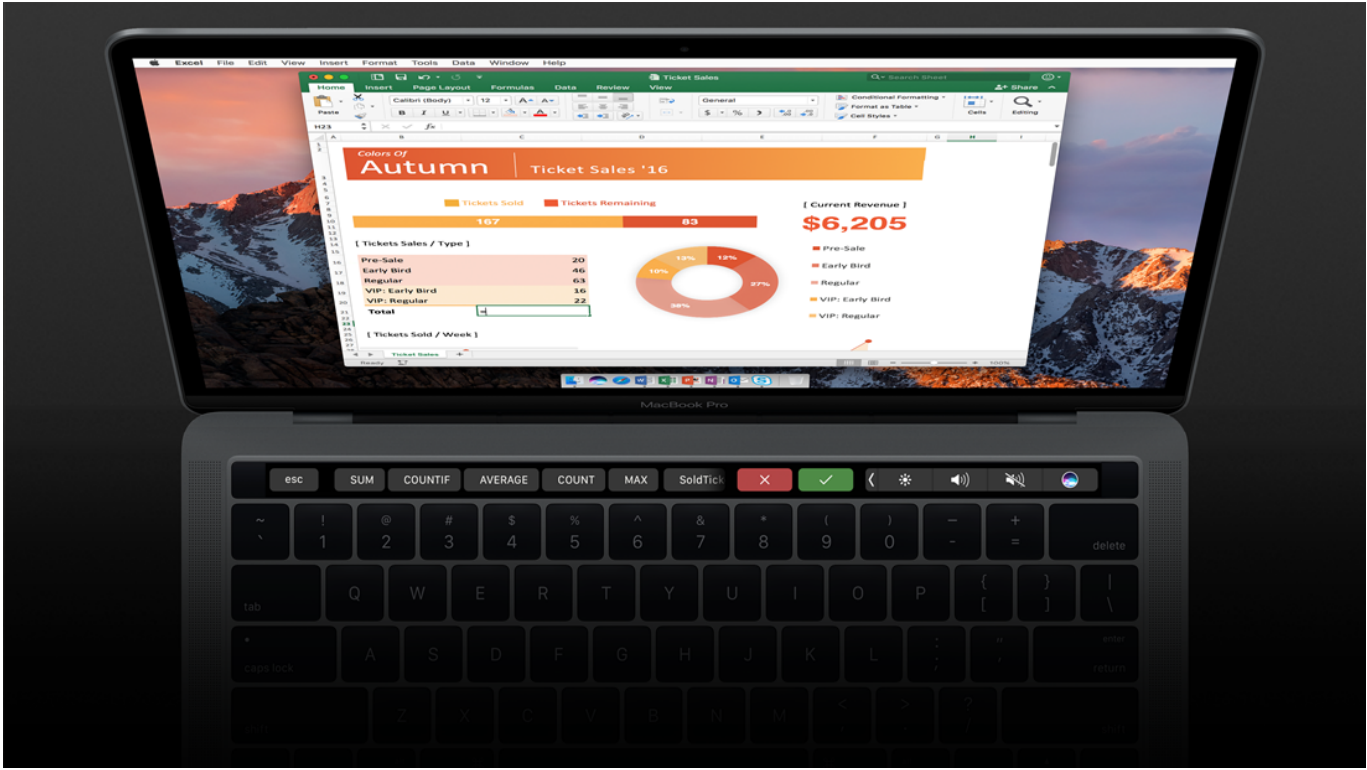 Excel File Edit View Insert Format Tools Data Window Help
Ticket Sales
Search Sheet
Home Insert Page Layout Formulas Data Review View
Share
Paste
Calibri (Body) 12 A A
B I U A
General
$ % )
Conditional Formatting
Format as Table
Cell Styles
Cells
Editing
H23
fx
A B C D E F G H I
Colors Of
Autumn
Ticket Sales '16
Tickets Sold Tickets Remaining
167 83
[ Current Revenue ]
$6,205
[ Tickets Sales / Type ]
Pre-Sale 20
Early Bird 46
Regular 63
VIP: Early Bird 16
VIP: Regular 22
Total =
13% 12%
10% 27%
38%
Pre-Sale
Early Bird
Regular
VIP: Early Bird
VIP: Regular
[ Tickets Sold / Week ]
Ticket Sales +
Ready
100%
MacBook Pro
esc SUM COUNTIF AVERAGE COUNT MAX SoldTick
~ ! @ # $ % ^ & * ( ) — +
` 1 2 3 4 5 6 7 8 9 0 - = delete
tab Q W E R T Y U I O P { [ } ] | \
caps lock A S D F G H J K L : ; " ' enter return
Z X C V B N M < > ?